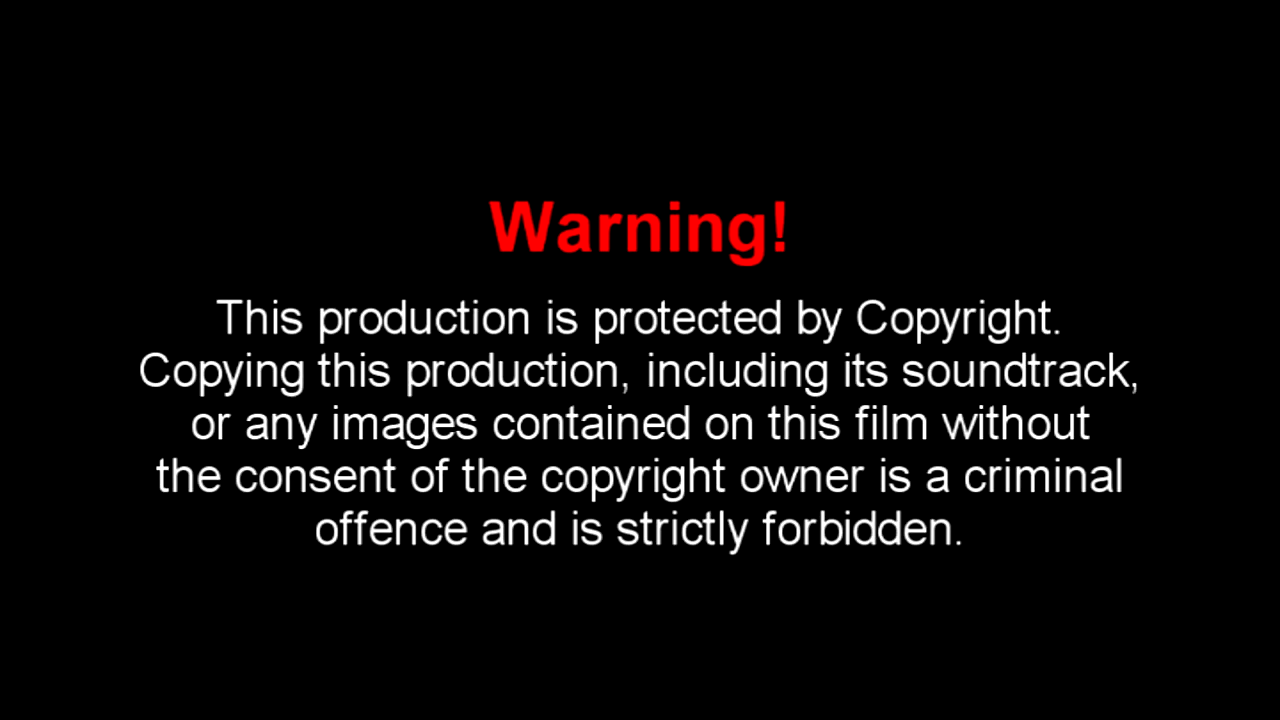 Warning!
This production is protected by Copyright.
Copying this production, including its soundtrack,
or any images contained on this film without
the consent of the copyright owner is a criminal
offence and is strictly forbidden.